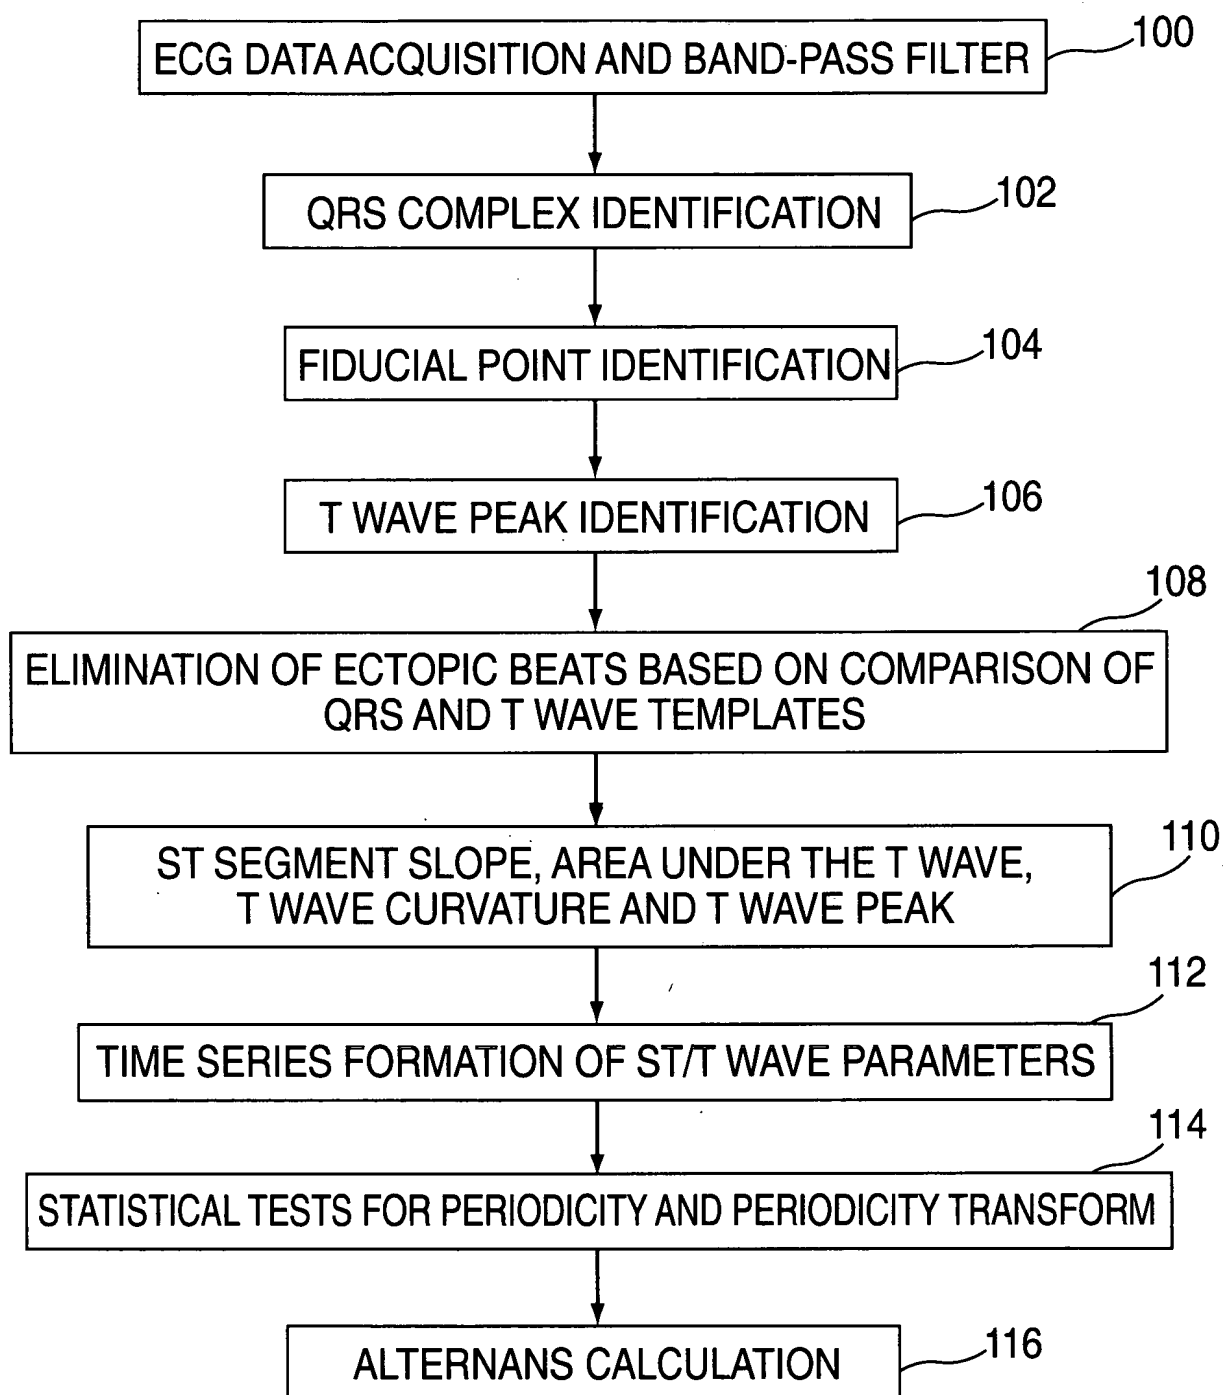 100
ECG DATA ACQUISITION AND BAND-PASS FILTER
102
QRS COMPLEX IDENTIFICATION
104
FIDUCIAL POINT IDENTIFICATION
106
T WAVE PEAK IDENTIFICATION
108
ELIMINATION OF ECTOPIC BEATS BASED ON COMPARISON OF
QRS AND T WAVE TEMPLATES
110
ST SEGMENT SLOPE, AREA UNDER THE T WAVE,
T WAVE CURVATURE AND T WAVE PEAK
112
TIME SERIES FORMATION OF ST/T WAVE PARAMETERS
114
STATISTICAL TESTS FOR PERIODICITY AND PERIODICITY TRANSFORM
116
ALTERNANS CALCULATION